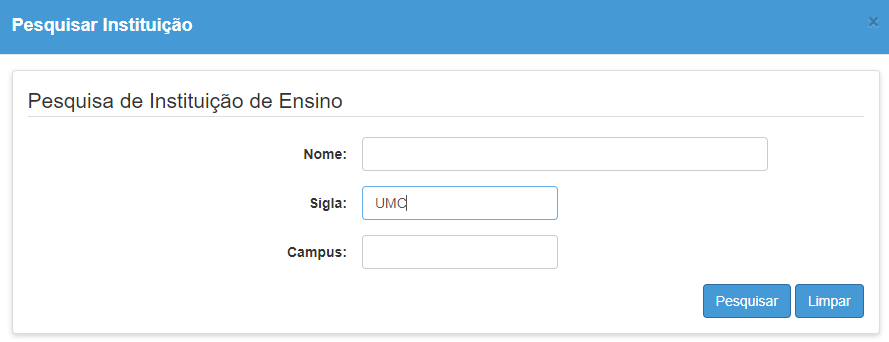 Pesquisar Instituição ×
Pesquisa de Instituição de Ensino
Nome:
Sigla: UMC
Campus:
Pesquisar Limpar